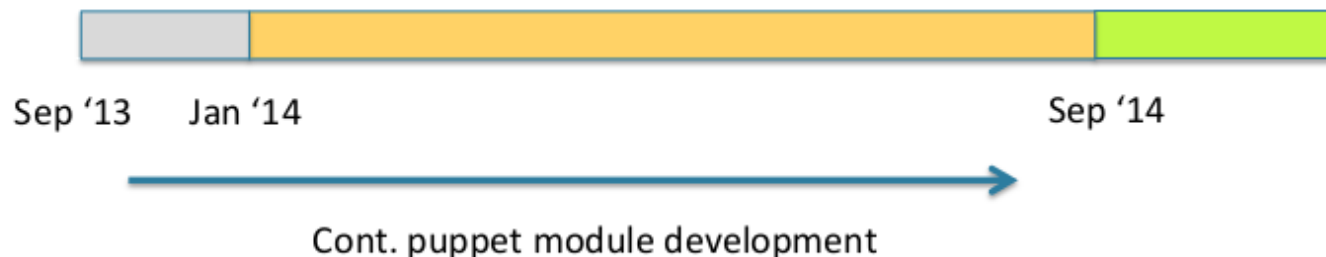 Sep ‘13 Jan ‘14 Sep ‘14
Cont. puppet module development